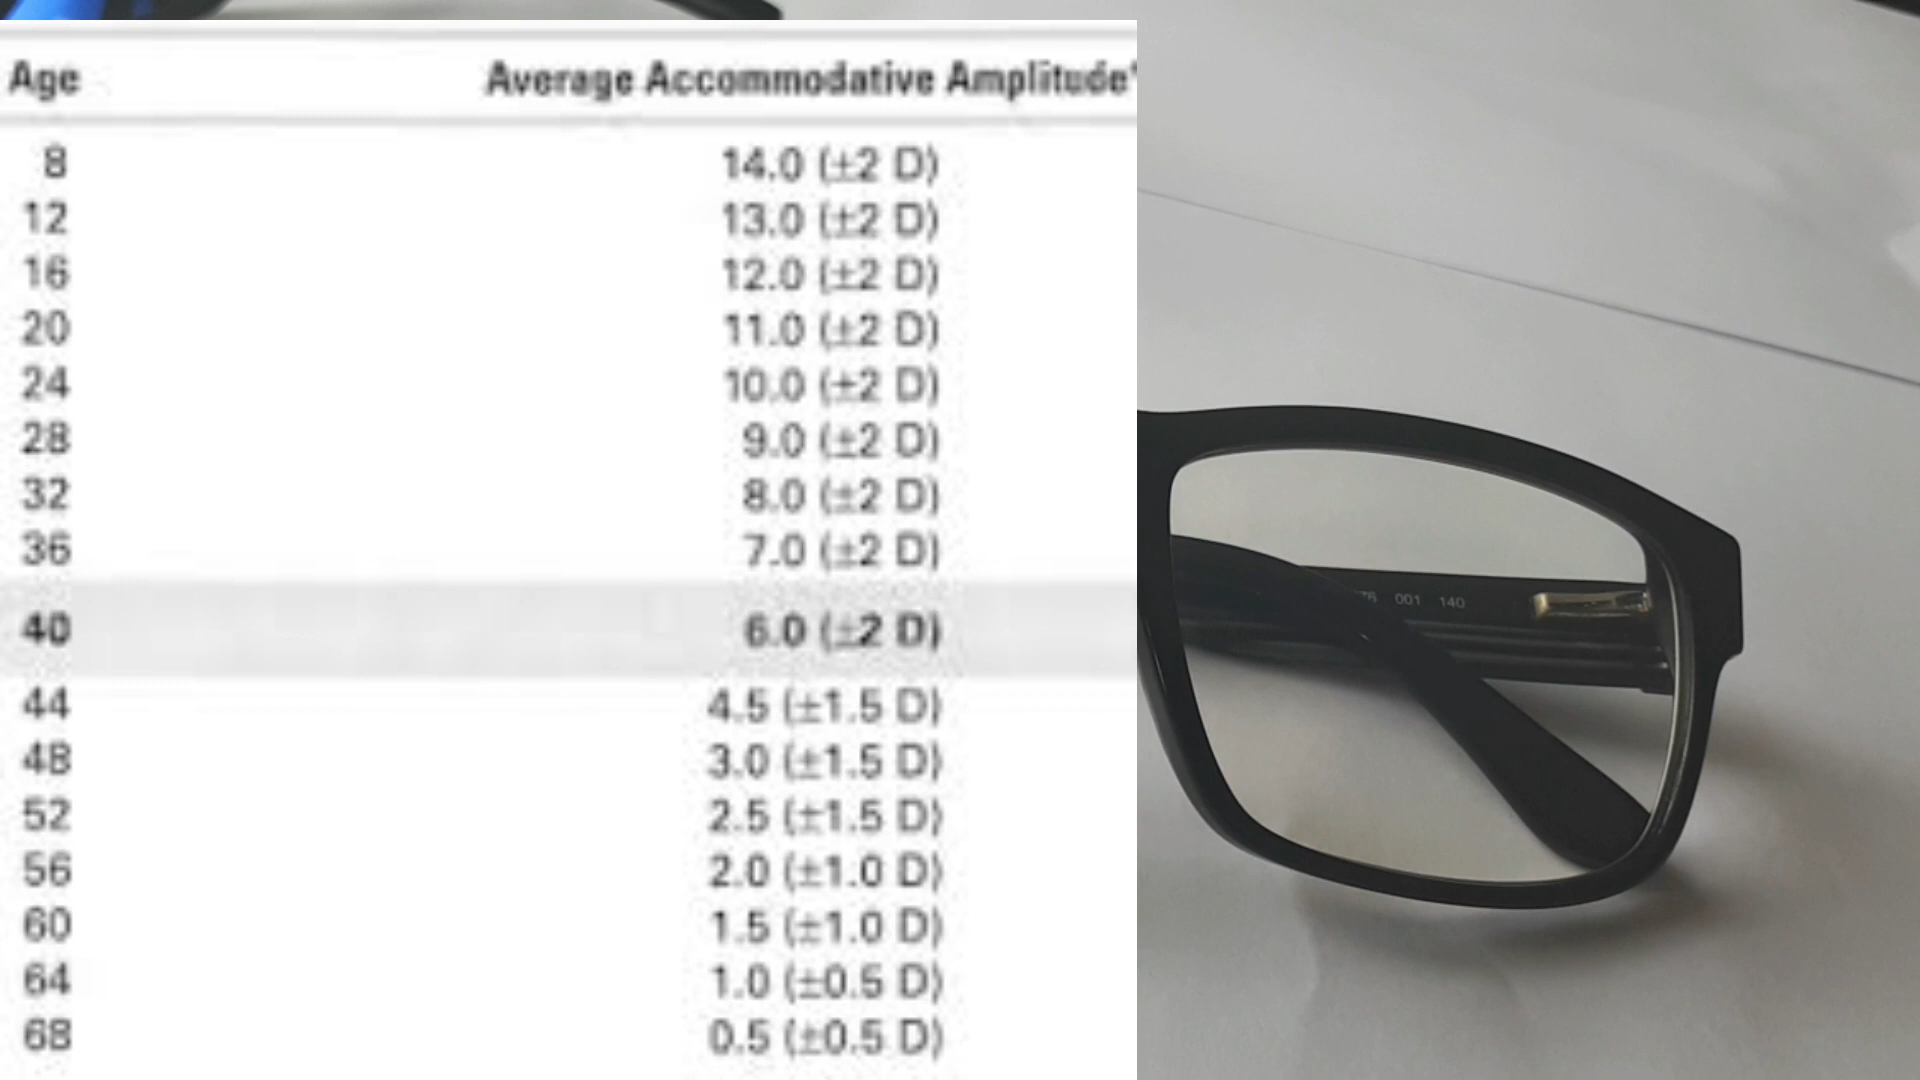 Age Average Accommodative Amplitude*
8 14.0 (±2 D)
12 13.0 (±2 D)
16 12.0 (±2 D)
20 11.0 (±2 D)
24 10.0 (±2 D)
28 9.0 (±2 D)
32 8.0 (±2 D)
36 7.0 (±2 D)
40 6.0 (±2 D)
44 4.5 (±1.5 D)
48 3.0 (±1.5 D)
52 2.5 (±1.5 D)
56 2.0 (±1.0 D)
60 1.5 (±1.0 D)
64 1.0 (±0.5 D)
68 0.5 (±0.5 D)
001 140